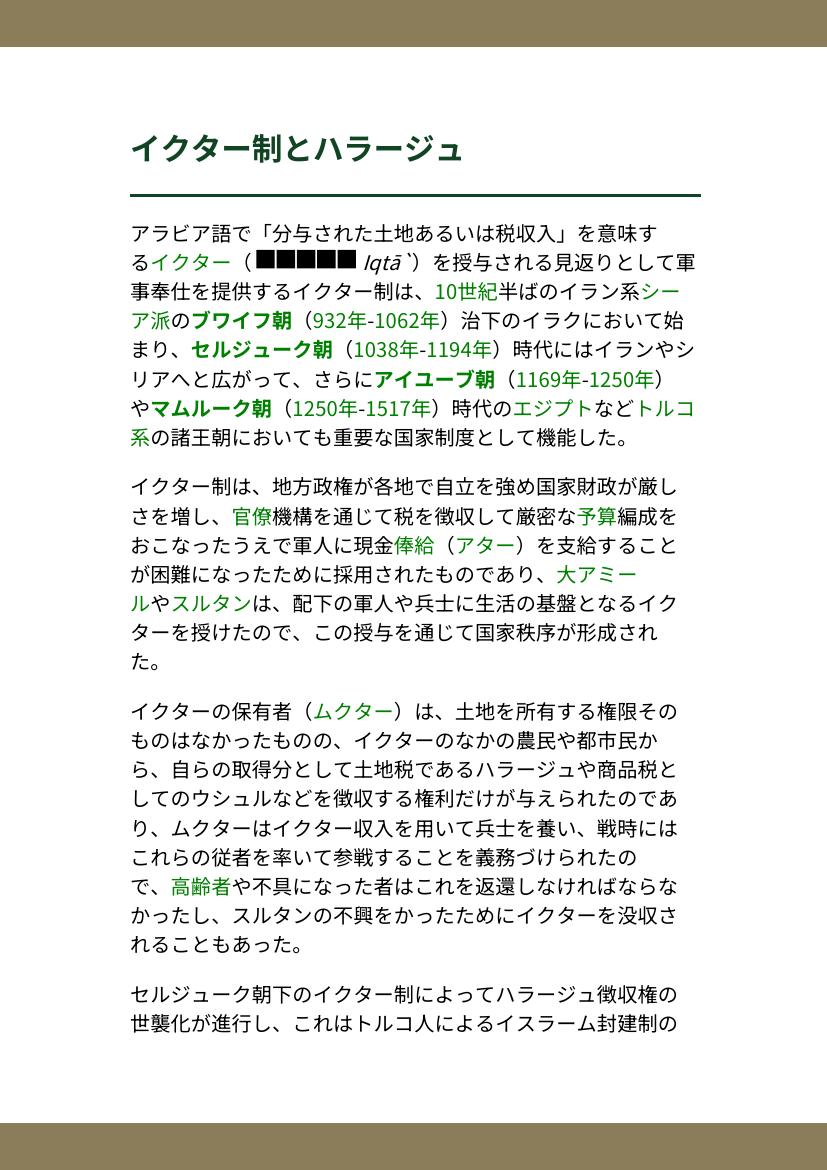 イクター制とハラージュ
アラビア語で「分与された土地あるいは税収入」を意味す
るイクター（ ■■■■■ Iqtā `）を授与される見返りとして軍
事奉仕を提供するイクター制は、10世紀半ばのイラン系シー
ア派のブワイフ朝（932年-1062年）治下のイラクにおいて始
まり、セルジューク朝（1038年-1194年）時代にはイランやシ
リアへと広がって、さらにアイユーブ朝（1169年-1250年）
やマムルーク朝（1250年-1517年）時代のエジプトなどトルコ
系の諸王朝においても重要な国家制度として機能した。
イクター制は、地方政権が各地で自立を強め国家財政が厳し
さを増し、官僚機構を通じて税を徴収して厳密な予算編成を
おこなったうえで軍人に現金俸給（アター）を支給すること
が困難になったために採用されたものであり、大アミー
ルやスルタンは、配下の軍人や兵士に生活の基盤となるイク
ターを授けたので、この授与を通じて国家秩序が形成され
た。
イクターの保有者（ムクター）は、土地を所有する権限その
ものはなかったものの、イクターのなかの農民や都市民か
ら、自らの取得分として土地税であるハラージュや商品税と
してのウシュルなどを徴収する権利だけが与えられたのであ
り、ムクターはイクター収入を用いて兵士を養い、戦時には
これらの従者を率いて参戦することを義務づけられたの
で、高齢者や不具になった者はこれを返還しなければならな
かったし、スルタンの不興をかったためにイクターを没収さ
れることもあった。
セルジューク朝下のイクター制によってハラージュ徴収権の
世襲化が進行し、これはトルコ人によるイスラーム封建制の